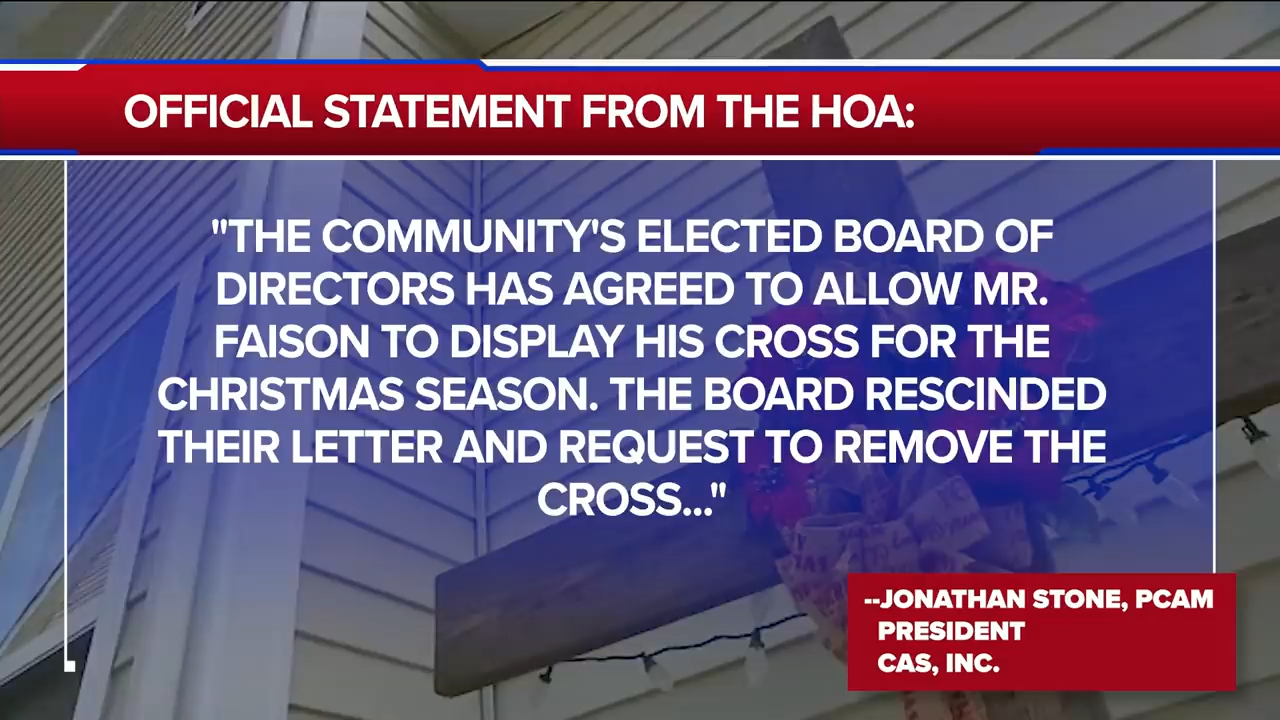 OFFICIAL STATEMENT FROM THE HOA:
"THE COMMUNITY'S ELECTED BOARD OF
DIRECTORS HAS AGREED TO ALLOW MR.
FAISON TO DISPLAY HIS CROSS FOR THE
CHRISTMAS SEASON. THE BOARD RESCINDED
THEIR LETTER AND REQUEST TO REMOVE THE
CROSS..."
--JONATHAN STONE, PCAM
PRESIDENT
CAS, INC.